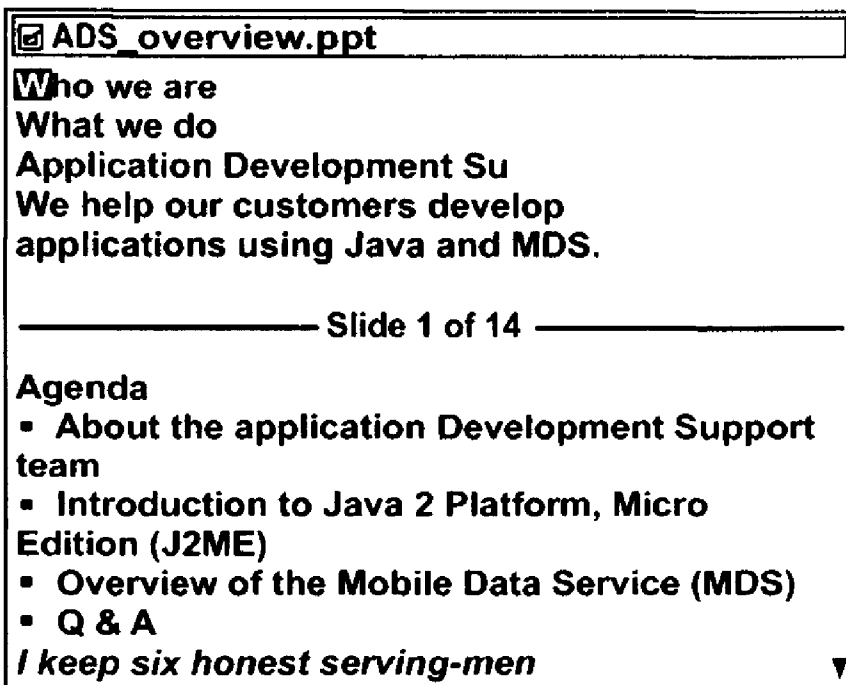 ADS_overview.ppt
Who we are
What we do
Application Development Su
We help our customers develop
applications using Java and MDS.
Slide 1 of 14
Agenda
▪ About the application Development Support
team
▪ Introduction to Java 2 Platform, Micro
Edition (J2ME)
▪ Overview of the Mobile Data Service (MDS)
▪ Q & A
I keep six honest serving-men